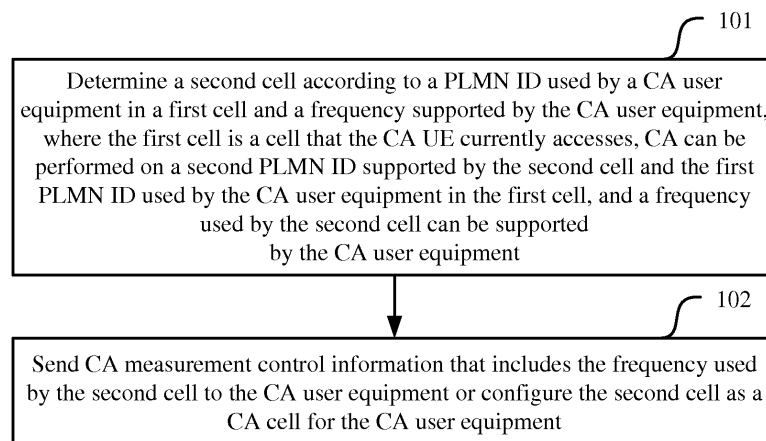 101
Determine a second cell according to a PLMN ID used by a CA user
equipment in a first cell and a frequency supported by the CA user equipment,
where the first cell is a cell that the CA UE currently accesses, CA can be
performed on a second PLMN ID supported by the second cell and the first
PLMN ID used by the CA user equipment in the first cell, and a frequency
used by the second cell can be supported
by the CA user equipment
102
Send CA measurement control information that includes the frequency used
by the second cell to the CA user equipment or configure the second cell as a
CA cell for the CA user equipment